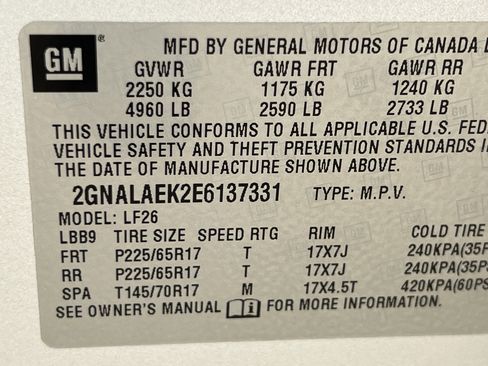 GM
MFD BY GENERAL MOTORS OF CANADA
GVWR GAWR FRT GAWR RR
2250 KG 1175 KG 1240 KG
4960 LB 2590 LB 2733 LB
THIS VEHICLE CONFORMS TO ALL APPLICABLE U.S. FED
VEHICLE SAFETY AND THEFT PREVENTION STANDARDS
THE DATE OF MANUFACTURE SHOWN ABOVE.
2GNALAEK2E6137331 TYPE: M.P.V.
MODEL: LF26
LBB9 TIRE SIZE SPEED RTG RIM COLD TIRE
FRT P225/65R17 T 17X7J 240KPA(35P
RR P225/65R17 T 17X7J 240KPA(35P
SPA T145/70R17 M 17X4.5T 420KPA(60PS
SEE OWNER'S MANUAL i FOR MORE INFORMATION.